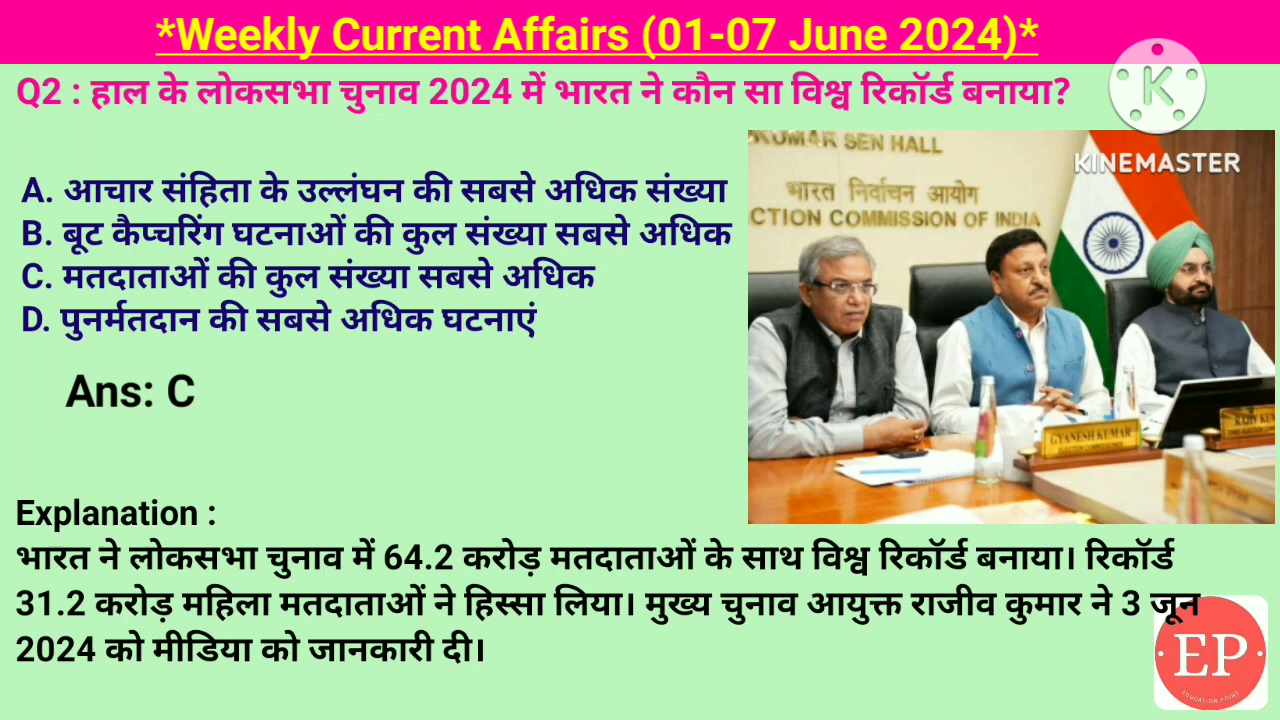 *Weekly Current Affairs (01-07 June 2024)*
Q2 : हाल के लोकसभा चुनाव 2024 में भारत ने कौन सा विश्व रिकॉर्ड बनाया?
K
KINEMASTER
A. आचार संहिता के उल्लंघन की सबसे अधिक संख्या
B. बूट कैप्चरिंग घटनाओं की कुल संख्या सबसे अधिक
C. मतदाताओं की कुल संख्या सबसे अधिक
D. पुनर्मतदान की सबसे अधिक घटनाएं
Ans: C
KUMAR SEN HALL
भारत निर्वाचन आयोग
CTION COMMISSION OF INDIA
GYANESH KUMAR
Explanation :
भारत ने लोकसभा चुनाव में 64.2 करोड़ मतदाताओं के साथ विश्व रिकॉर्ड बनाया। रिकॉर्ड
31.2 करोड़ महिला मतदाताओं ने हिस्सा लिया। मुख्य चुनाव आयुक्त राजीव कुमार ने 3 जून
2024 को मीडिया को जानकारी दी।
EP
EDUCATION POINT